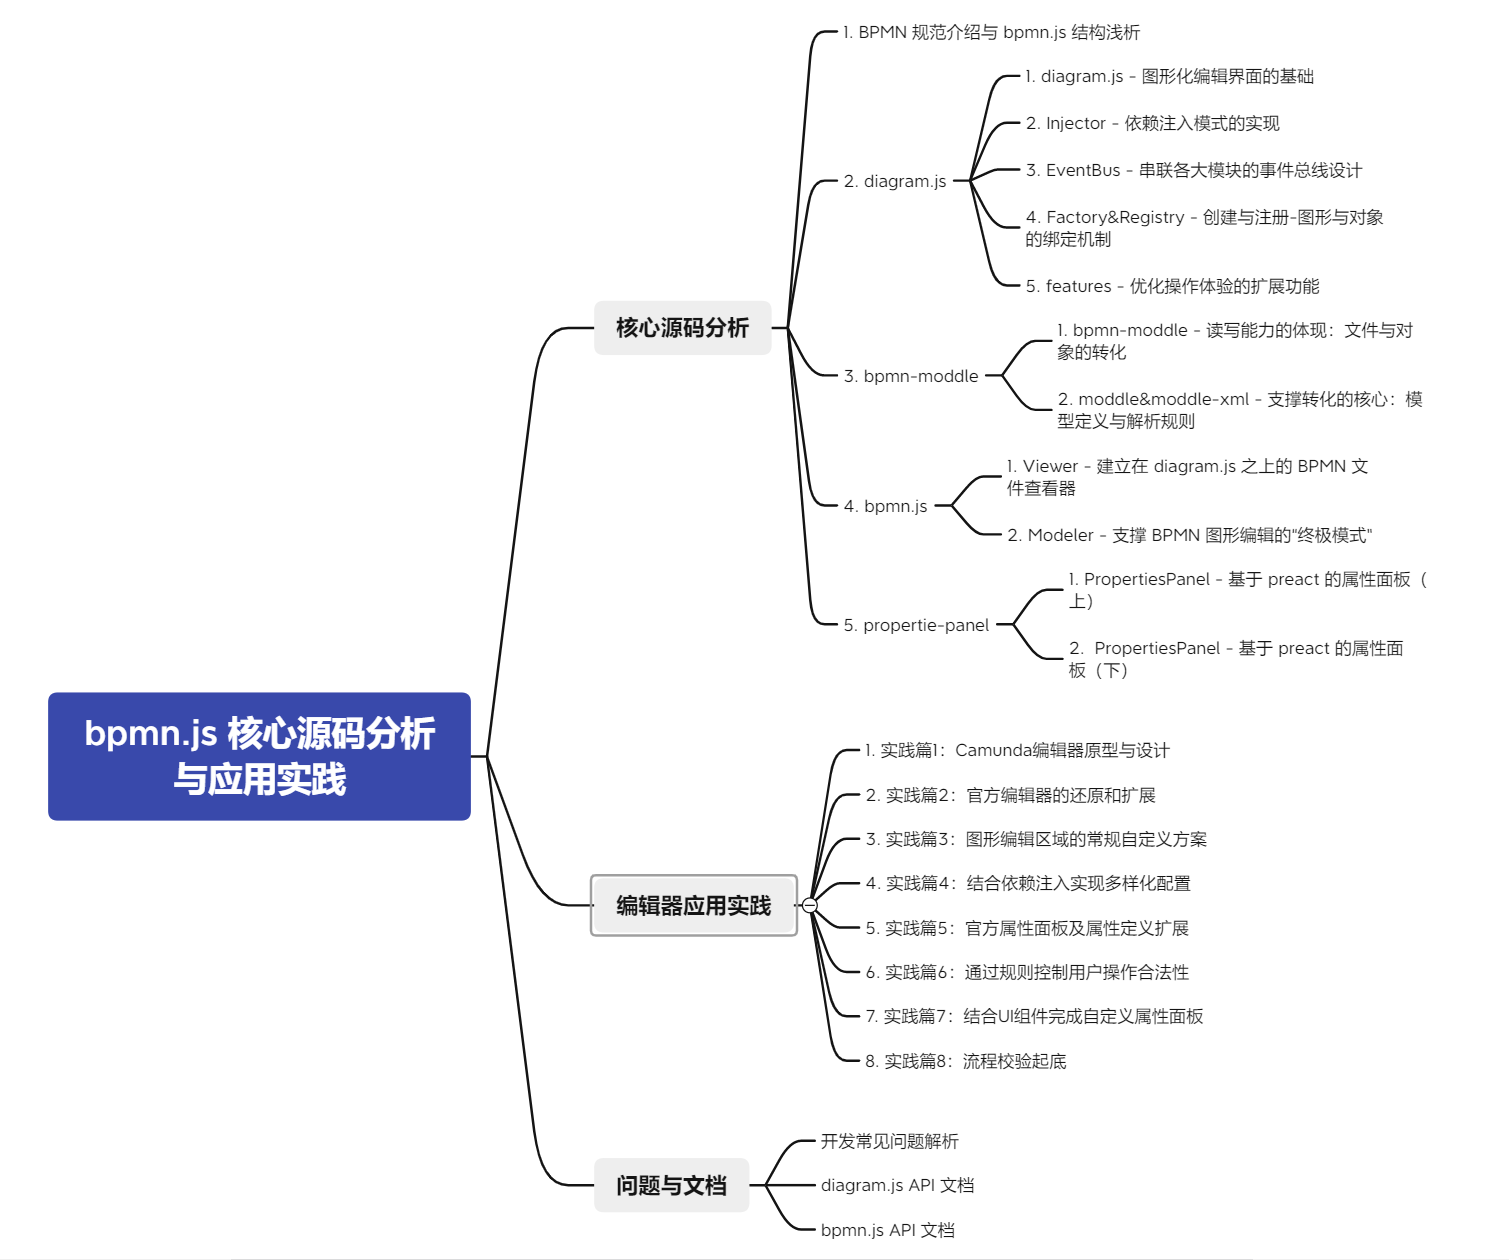 bpmn.js 核心源码分析
与应用实践
核心源码分析
1. BPMN 规范介绍与 bpmn.js 结构浅析
2. diagram.js
1. diagram.js - 图形化编辑界面的基础
2. Injector - 依赖注入模式的实现
3. EventBus - 串联各大模块的事件总线设计
4. Factory&Registry - 创建与注册-图形与对象
的绑定机制
5. features - 优化操作体验的扩展功能
3. bpmn-moddle
1. bpmn-moddle - 读写能力的体现：文件与对
象的转化
2. moddle&moddle-xml - 支撑转化的核心：模
型定义与解析规则
4. bpmn.js
1. Viewer - 建立在 diagram.js 之上的 BPMN 文
件查看器
2. Modeler - 支撑 BPMN 图形编辑的"终极模式"
5. propertie-panel
1. PropertiesPanel - 基于 preact 的属性面板（
上）
2.  PropertiesPanel - 基于 preact 的属性面
板（下）
编辑器应用实践
1. 实践篇1：Camunda编辑器原型与设计
2. 实践篇2：官方编辑器的还原和扩展
3. 实践篇3：图形编辑区域的常规自定义方案
4. 实践篇4：结合依赖注入实现多样化配置
5. 实践篇5：官方属性面板及属性定义扩展
6. 实践篇6：通过规则控制用户操作合法性
7. 实践篇7：结合UI组件完成自定义属性面板
8. 实践篇8：流程校验起底
问题与文档
开发常见问题解析
diagram.js API 文档
bpmn.js API 文档